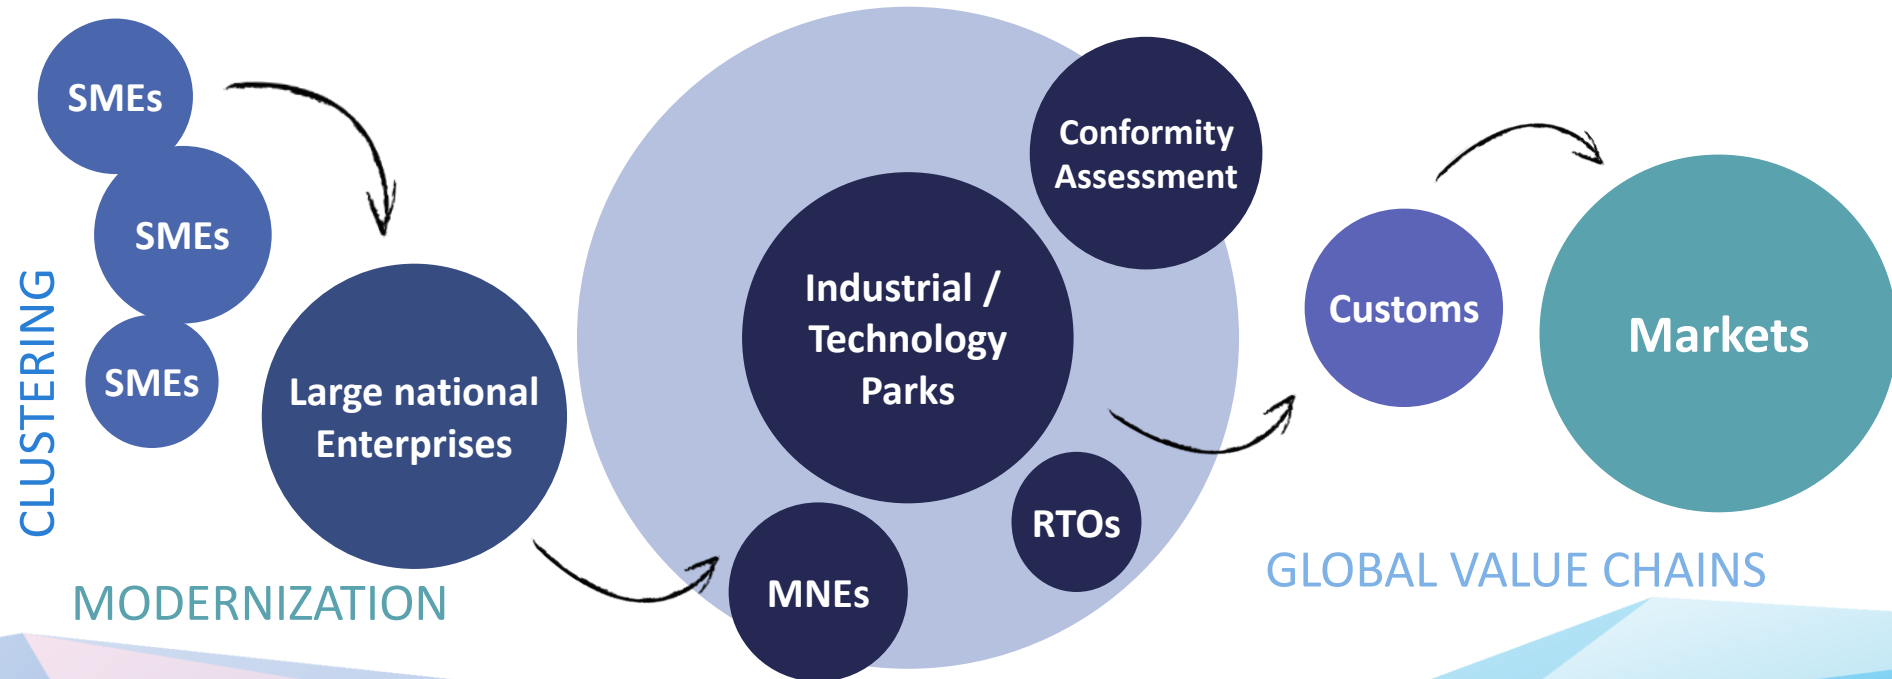 SMEs
SMEs
SMEs
CLUSTERING
Large national
Enterprises
MODERNIZATION
Industrial /
Technology
Parks
Conformity
Assessment
RTOs
MNEs
Customs
Markets
GLOBAL VALUE CHAINS